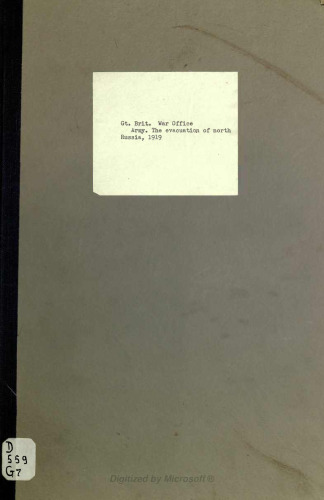 Gt. Brit. War Office
Army. The evacuation of north
Russia, 1919
D
559
G7
Digitized by Microsoft ®